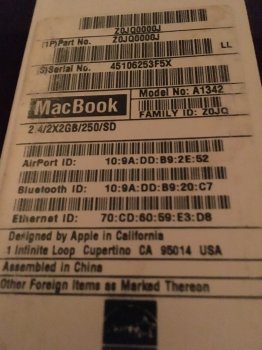 Z0JQ0000J
(1P)Part No. Z0JQ0000J
LL
(S)Serial No. 45106253F5X
MacBook
Model No: A1342
FAMILY ID: Z0JQ
2.4/2X2GB/250/SD
AirPort ID: 10:9A:DD:B9:2E:52
Bluetooth ID: 10:9A:DD:B9:20:C7
Ethernet ID: 70:CD:60:59:E3:D8
Designed by Apple in California
1 Infinite Loop Cupertino CA 95014 USA
Assembled in China
Other Foreign Items as Marked Thereon